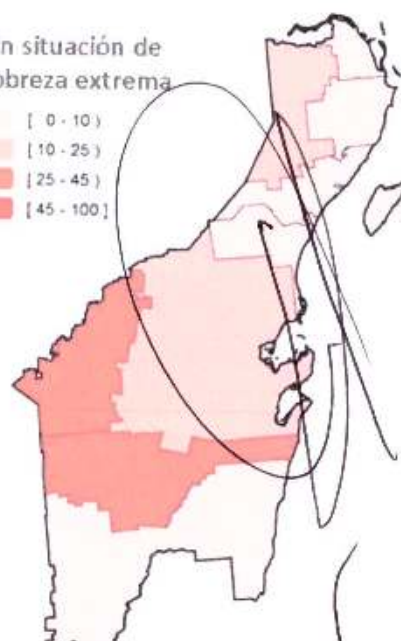 n situación de
obreza extrema
[ 0 - 10 )
[10 - 25 )
[25 - 45 )
[45 - 100 ]